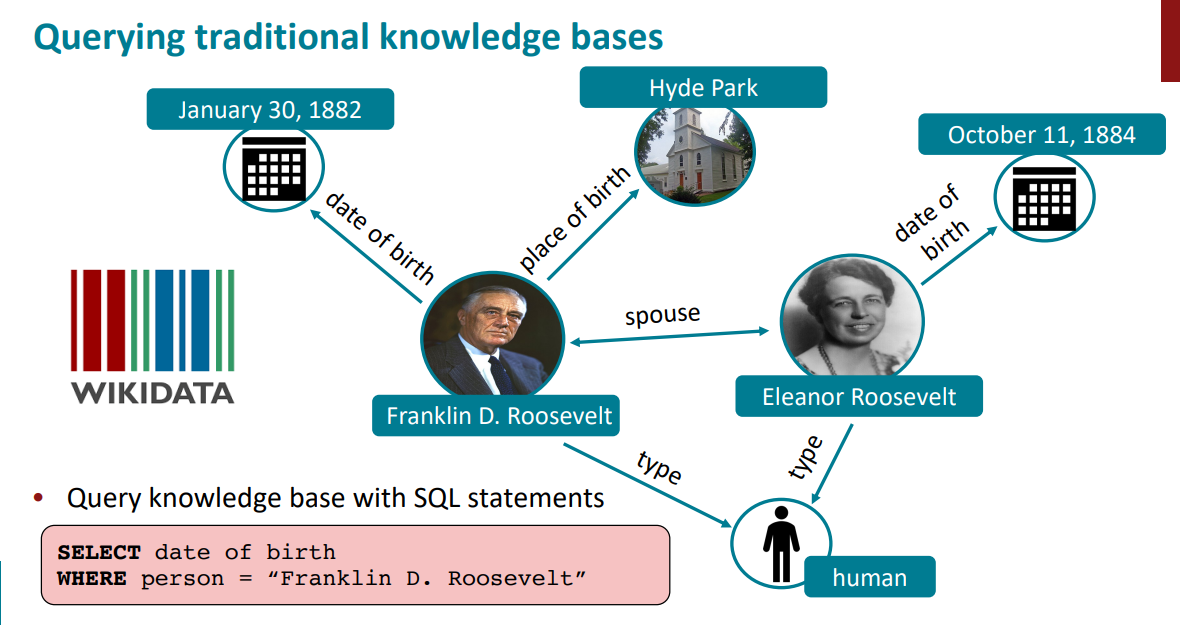 Querying traditional knowledge bases
January 30, 1882
Hyde Park
October 11, 1884
date of birth
place of birth
date of
birth
spouse
WIKIDATA
Franklin D. Roosevelt
Eleanor Roosevelt
type
type
human
• Query knowledge base with SQL statements
SELECT date of birth
WHERE person = “Franklin D. Roosevelt”